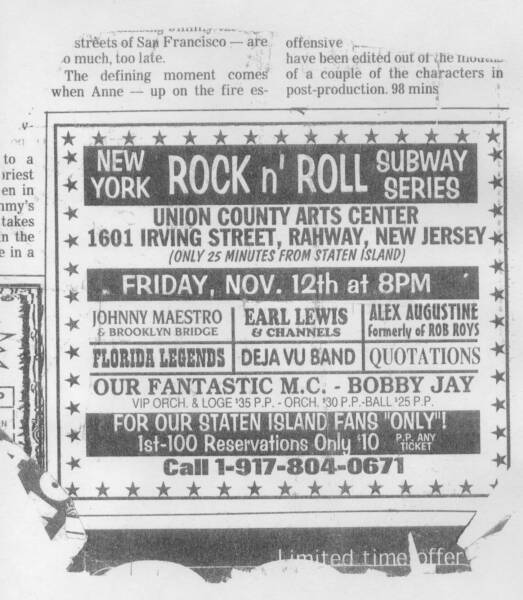 streets of San Francisco — are
o much, too late.
The defining moment comes
when Anne — up on the fire es-
offensive
have been edited out of the
of a couple of the characters in
post-production. 98 mins
to a
oriest
en in
mmy's
takes
n the
e in a
NEW YORK ROCK n' ROLL SUBWAY SERIES
UNION COUNTY ARTS CENTER
1601 IRVING STREET, RAHWAY, NEW JERSEY
(ONLY 25 MINUTES FROM STATEN ISLAND)
FRIDAY, NOV. 12th at 8PM
JOHNNY MAESTRO
& BROOKLYN BRIDGE
EARL LEWIS
& CHANNELS
ALEX AUGUSTINE
formerly of ROB ROYS
FLORIDA LEGENDS
DEJA VU BAND
QUOTATIONS
OUR FANTASTIC M.C. - BOBBY JAY
VIP ORCH. & LOGE $35 P.P. - ORCH. $30 P.P.-BALL $25 P.P.
FOR OUR STATEN ISLAND FANS "ONLY"!
1st-100 Reservations Only $10 P.P. ANY TICKET
Call 1-917-804-0671
Limited time offer